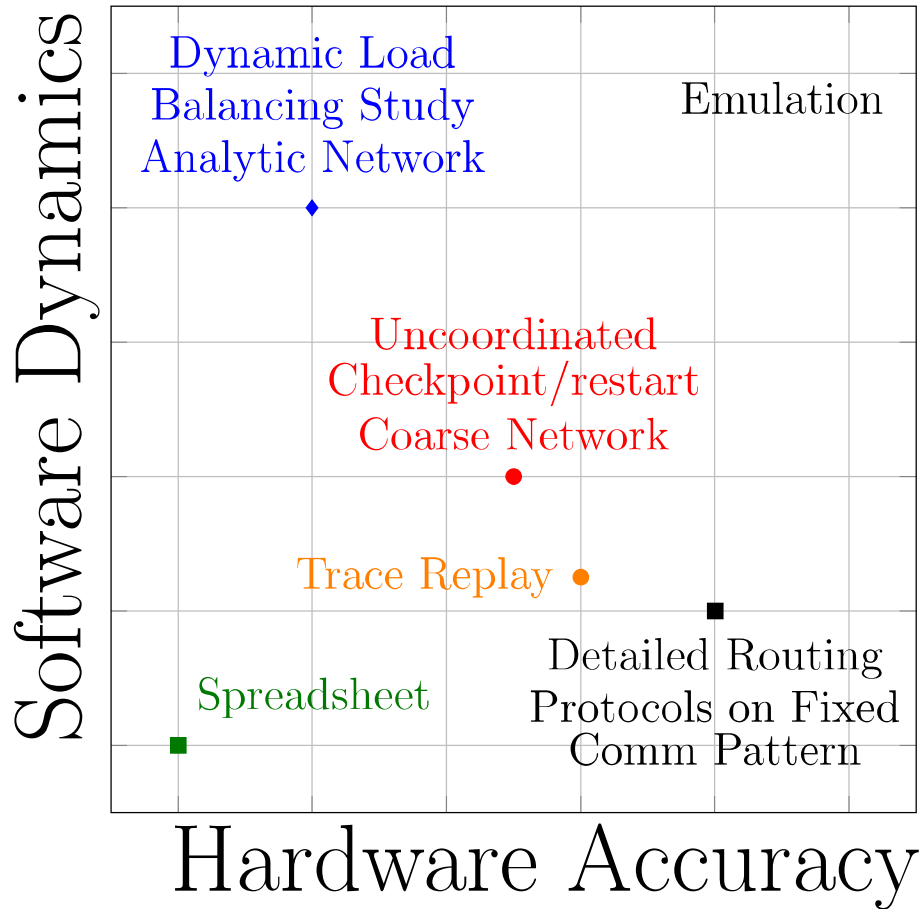 Software Dynamics
Dynamic Load
Balancing Study
Analytic Network
Emulation
Uncoordinated
Checkpoint/restart
Coarse Network
Trace Replay
Detailed Routing
Protocols on Fixed
Comm Pattern
Spreadsheet
Hardware Accuracy